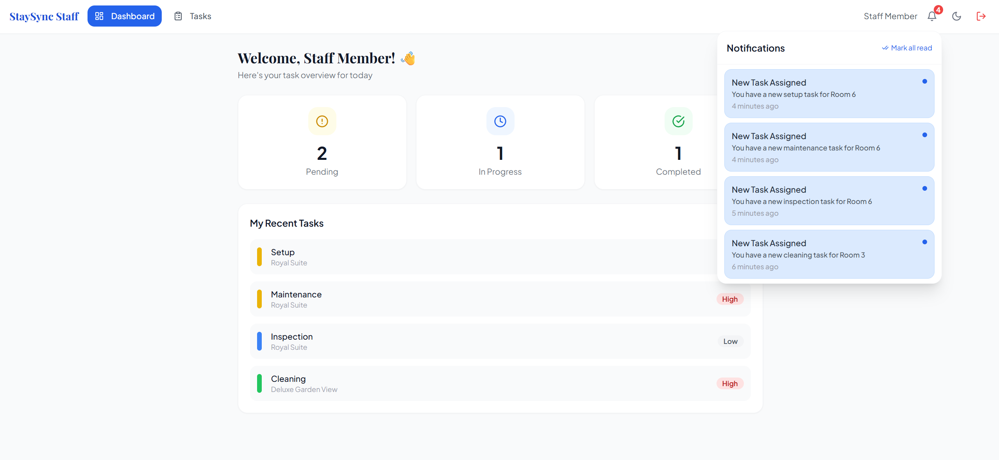 StaySync Staff
Dashboard
Tasks
Staff Member
4
Welcome, Staff Member! 👋
Here's your task overview for today
2
Pending
1
In Progress
1
Completed
My Recent Tasks
Setup
Royal Suite
Maintenance
Royal Suite
High
Inspection
Royal Suite
Low
Cleaning
Deluxe Garden View
High
Notifications
Mark all read
New Task Assigned
You have a new setup task for Room 6
4 minutes ago
New Task Assigned
You have a new maintenance task for Room 6
4 minutes ago
New Task Assigned
You have a new inspection task for Room 6
5 minutes ago
New Task Assigned
You have a new cleaning task for Room 3
6 minutes ago